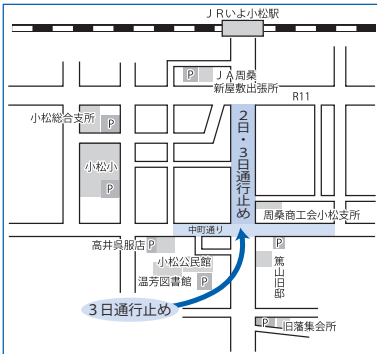 JRいよ小松駅
P
JA周桑
新屋敷出張所
R11
小松総合支所
P
2日・3日通行止め
小松小
P
周桑商工会小松支所
中町通り
高井呉服店 P
P
小松公民館
温芳図書館 P
篤山旧邸
3日通行止め
P 旧藩集会所